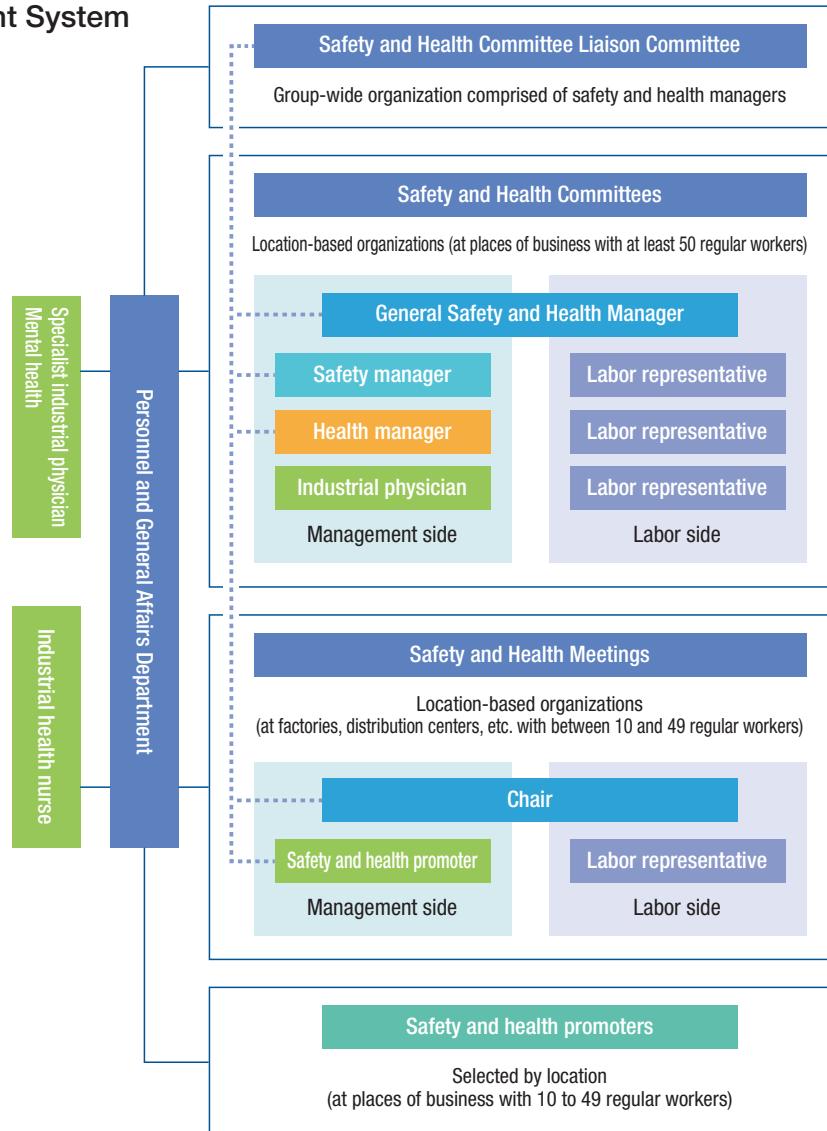 nt System
Safety and Health Committee Liaison Committee
Group-wide organization comprised of safety and health managers
Safety and Health Committees
Location-based organizations (at places of business with at least 50 regular workers)
General Safety and Health Manager
Safety manager
Labor representative
Health manager
Labor representative
Industrial physician
Labor representative
Management side
Labor side
Specialist industrial physician
Mental health
Personnel and General Affairs Department
Industrial health nurse
Safety and Health Meetings
Location-based organizations
(at factories, distribution centers, etc. with between 10 and 49 regular workers)
Chair
Safety and health promoter
Labor representative
Management side
Labor side
Safety and health promoters
Selected by location
(at places of business with 10 to 49 regular workers)